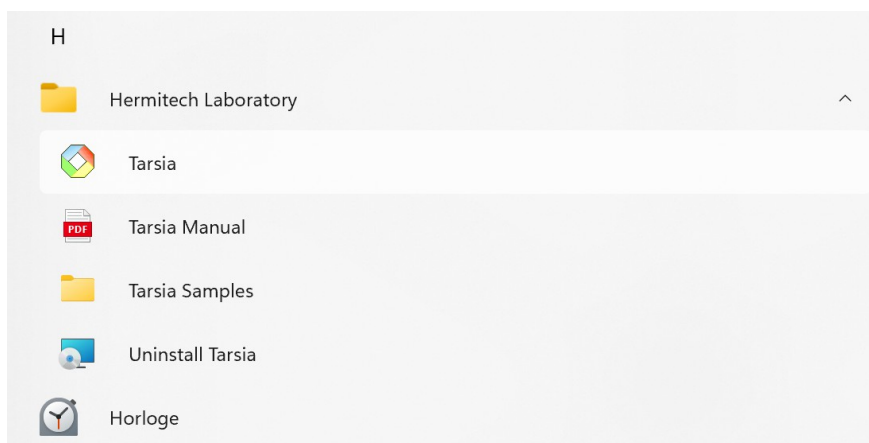 H
Hermitech Laboratory
Tarsia
PDF
Tarsia Manual
Tarsia Samples
Uninstall Tarsia
Horloge